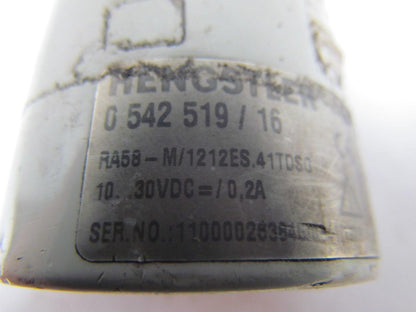 HENGSTLER
0 542 519 / 16
RA58-M/1212ES.41TDS0
10...30VDC=/0,2A
SER.NO.: